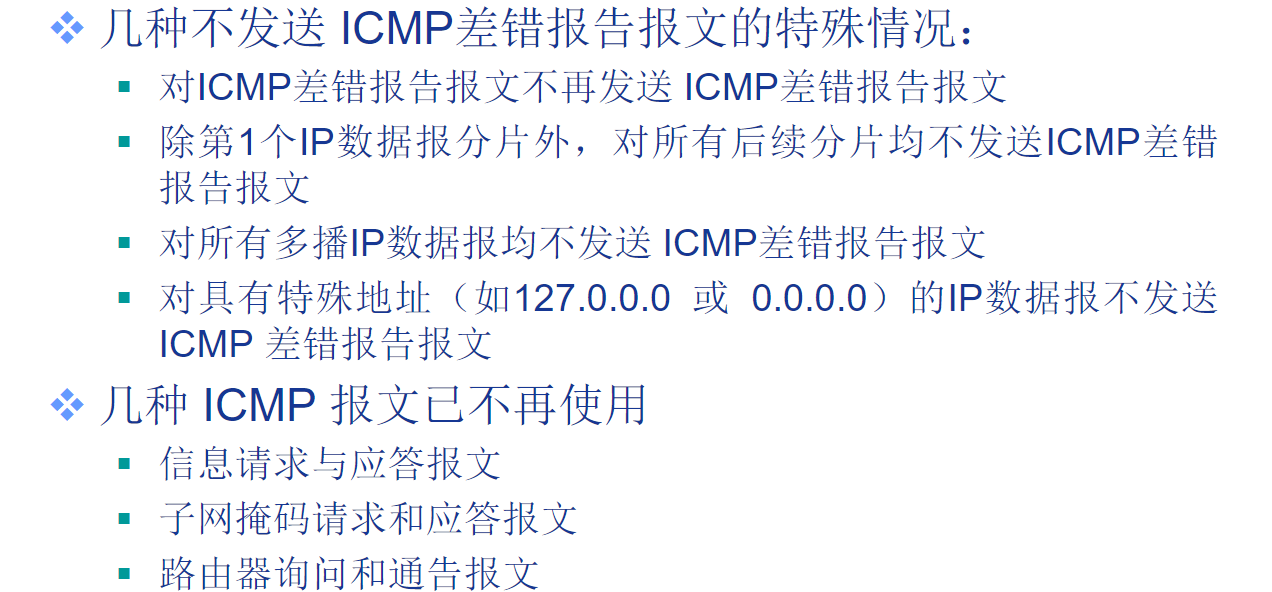 几种不发送 ICMP差错报告报文的特殊情况：
对ICMP差错报告报文不再发送 ICMP差错报告报文
除第1个IP数据报分片外，对所有后续分片均不发送ICMP差错
报告报文
对所有多播IP数据报均不发送 ICMP差错报告报文
对具有特殊地址（如127.0.0.0 或 0.0.0.0）的IP数据报不发送
ICMP 差错报告报文
几种 ICMP 报文已不再使用
信息请求与应答报文
子网掩码请求和应答报文
路由器询问和通告报文